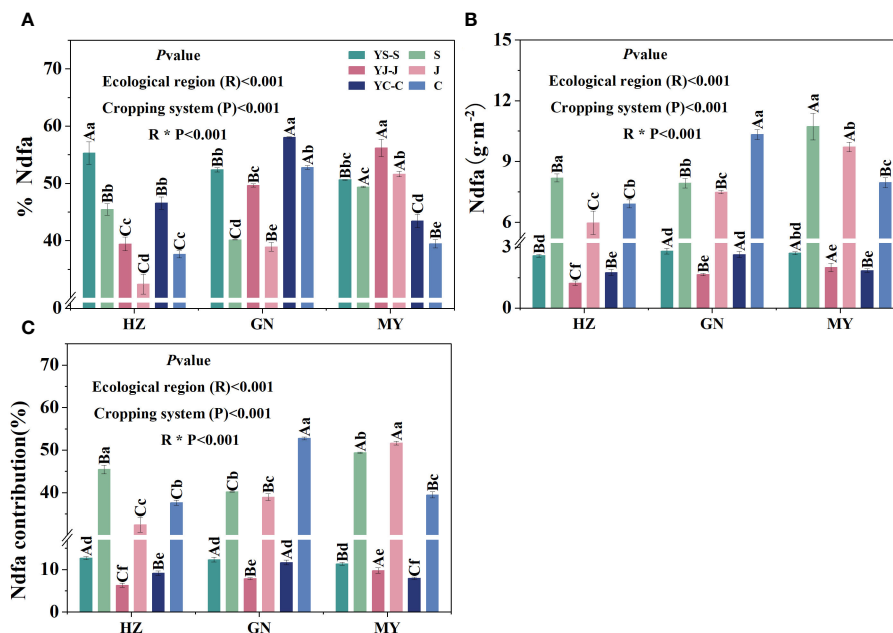 A
70
60
50
40
0
% Ndfa
Pvalue
Ecological region (R)<0.001
Cropping system (P)<0.001
R * P<0.001
YS-S S
YJ-J J
YC-C C
Aa Bb Cc Cd Bb Cc
Bb Cd Bc Be Aa Ab
Bbc Ac Aa Ab Cd Ce
HZ GN MY
B
15
12
9
6
3
0
Ndfa (g·m-2)
Pvalue
Ecological region (R)<0.001
Cropping system (P)<0.001
R * P<0.001
Bd Ba Cf Cc Be Cb
Ad Bb Be Bc Ad Aa
Abd Aa Ae Ab Be Bc
HZ GN MY
C
70
60
50
40
10
0
Ndfa contribution(%)
Pvalue
Ecological region (R)<0.001
Cropping system (P)<0.001
R * P<0.001
Ad Ba Cf Cc Be Cb
Ad Cb Be Bc Ad Aa
Bd Ab Ae Aa Cf Bc
HZ GN MY